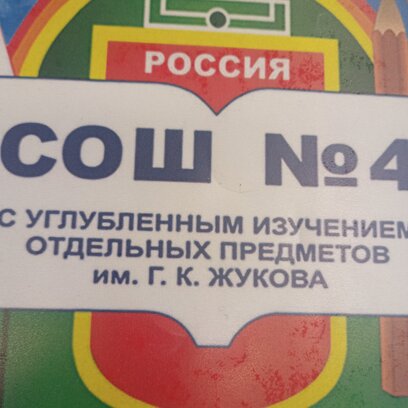 РОССИЯ
СОШ №4
С УГЛУБЛЕННЫМ ИЗУЧЕНИЕМ
ОТДЕЛЬНЫХ ПРЕДМЕТОВ
им. Г. К. ЖУКОВА